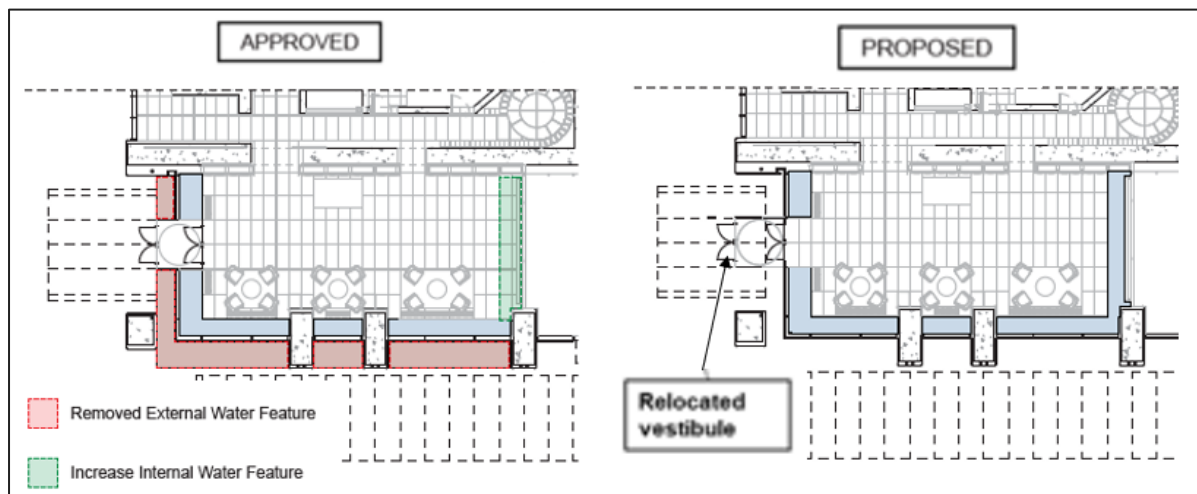 APPROVED
PROPOSED
Removed External Water Feature
Increase Internal Water Feature
Relocated
vestibule